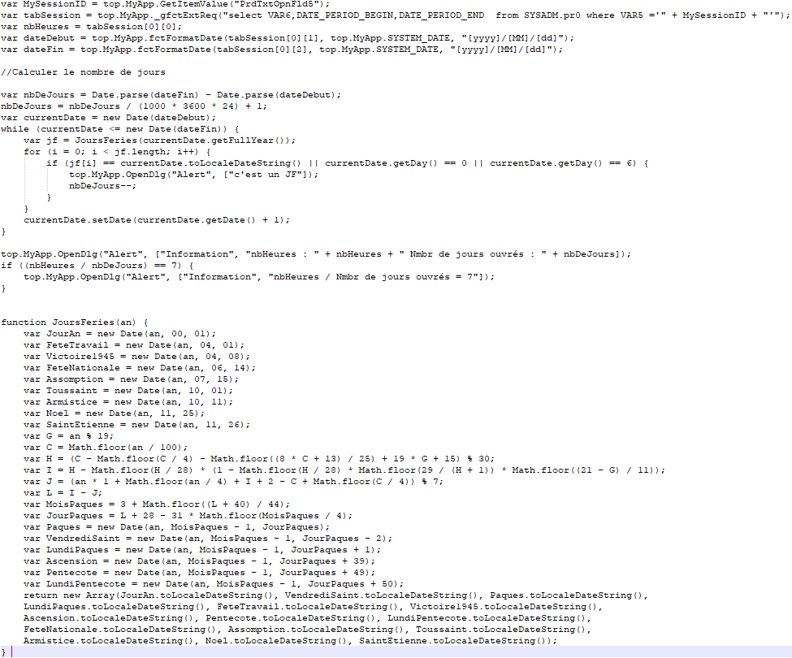 var MySessionID = top.MyApp.GetItemValue("PrdTxtOpnFld5");
var tabSession = top.MyApp._gfctExtReq("select VAR6,DATE_PERIOD_BEGIN,DATE_PERIOD_END  from SYSADM.pr0 where VAR5 ='" + MySessionID + "'");
var nbHeures = tabSession[0][0];
var dateDebut = top.MyApp.fctFormatDate(tabSession[0][1], top.MyApp.SYSTEM_DATE, "[yyyy]/[MM]/[dd]");
var dateFin = top.MyApp.fctFormatDate(tabSession[0][2], top.MyApp.SYSTEM_DATE, "[yyyy]/[MM]/[dd]");
//Calculer le nombre de jours
var nbDeJours = Date.parse(dateFin) - Date.parse(dateDebut);
nbDeJours = nbDeJours / (1000 * 3600 * 24) + 1;
var currentDate = new Date(dateDebut);
while (currentDate <= new Date(dateFin)) {
    var jf = JoursFeries(currentDate.getFullYear());
    for (i = 0; i < jf.length; i++) {
        if (jf[i] == currentDate.toLocaleDateString() || currentDate.getDay() == 0 || currentDate.getDay() == 6) {
            top.MyApp.OpenDlg("Alert", ["c'est un JF"]);
            nbDeJours--;
        }
    }
    currentDate.setDate(currentDate.getDate() + 1);
}
top.MyApp.OpenDlg("Alert", ["Information", "nbHeures : " + nbHeures + " Nmbr de jours ouvrés : " + nbDeJours]);
if ((nbHeures / nbDeJours) == 7) {
    top.MyApp.OpenDlg("Alert", ["Information", "nbHeures / Nmbr de jours ouvrés = 7"]);
}
function JoursFeries(an) {
    var JourAn = new Date(an, 00, 01);
    var FeteTravail = new Date(an, 04, 01);
    var Victoire1945 = new Date(an, 04, 08);
    var FeteNationale = new Date(an, 06, 14);
    var Assomption = new Date(an, 07, 15);
    var Toussaint = new Date(an, 10, 01);
    var Armistice = new Date(an, 10, 11);
    var Noel = new Date(an, 11, 25);
    var SaintEtienne = new Date(an, 11, 26);
    var G = an % 19;
    var C = Math.floor(an / 100);
    var H = (C - Math.floor(C / 4) - Math.floor((8 * C + 13) / 25) + 19 * G + 15) % 30;
    var I = H - Math.floor(H / 28) * (1 - Math.floor(H / 28) * Math.floor(29 / (H + 1)) * Math.floor((21 - G) / 11));
    var J = (an * 1 + Math.floor(an / 4) + I + 2 - C + Math.floor(C / 4)) % 7;
    var L = I - J;
    var MoisPaques = 3 + Math.floor((L + 40) / 44);
    var JourPaques = L + 28 - 31 * Math.floor(MoisPaques / 4);
    var Paques = new Date(an, MoisPaques - 1, JourPaques);
    var VendrediSaint = new Date(an, MoisPaques - 1, JourPaques - 2);
    var LundiPaques = new Date(an, MoisPaques - 1, JourPaques + 1);
    var Ascension = new Date(an, MoisPaques - 1, JourPaques + 39);
    var Pentecote = new Date(an, MoisPaques - 1, JourPaques + 49);
    var LundiPentecote = new Date(an, MoisPaques - 1, JourPaques + 50);
    return new Array(JourAn.toLocaleDateString(), VendrediSaint.toLocaleDateString(), Paques.toLocaleDateString(),
    LundiPaques.toLocaleDateString(), FeteTravail.toLocaleDateString(), Victoire1945.toLocaleDateString(),
    Ascension.toLocaleDateString(), Pentecote.toLocaleDateString(), LundiPentecote.toLocaleDateString(),
    FeteNationale.toLocaleDateString(), Assomption.toLocaleDateString(), Toussaint.toLocaleDateString(),
    Armistice.toLocaleDateString(), Noel.toLocaleDateString(), SaintEtienne.toLocaleDateString());
}